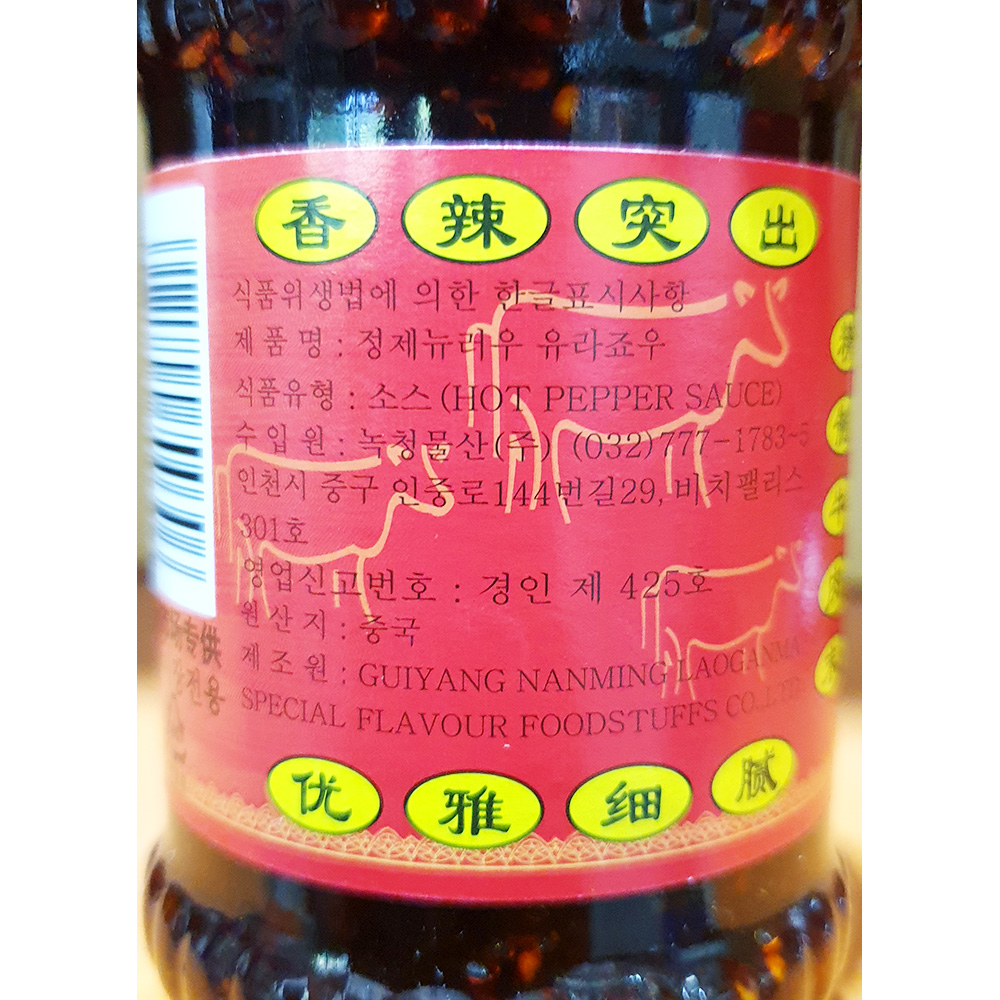 香辣突出
식품위생법에 의한 한글표시사항
제품명 : 정제뉴러우 유라죠우
식품유형 : 소스(HOT PEPPER SAUCE)
수입원 : 녹청물산(주) (032)777-1783~5
인천시 중구 인중로144번길29, 비치팰리스
301호
영업신고번호 : 경인 제 425호
원산지 : 중국
제조원 : GUIYANG NANMING LAOGANMA
SPECIAL FLAVOUR FOODSTUFFS CO.,LTD.
优雅细腻
专供
전용